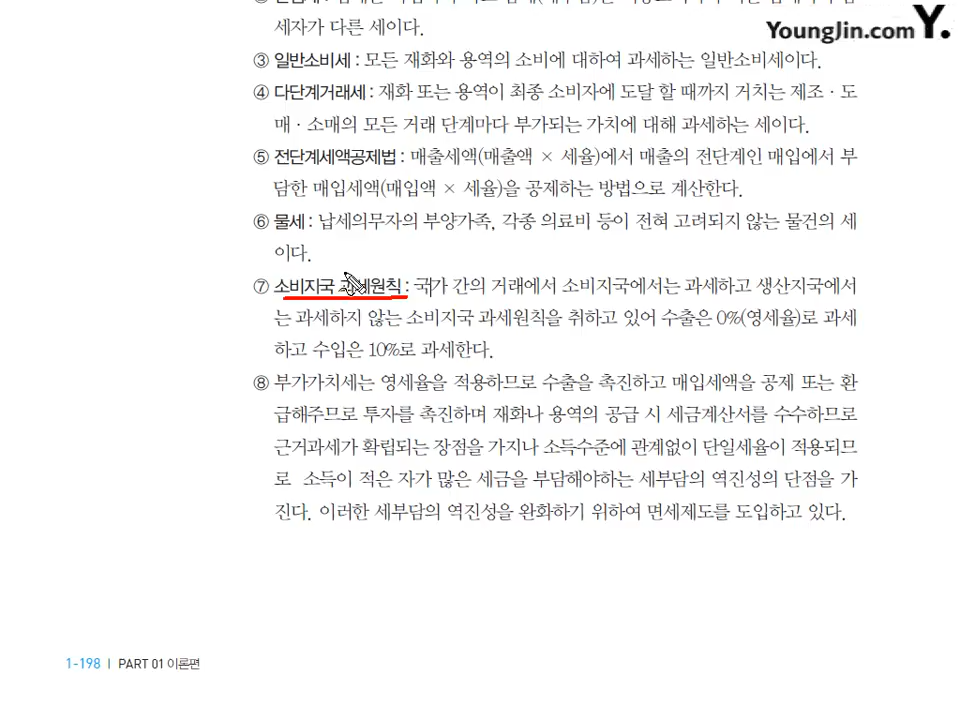 YoungJin.com Y.
세자가 다른 세이다.
③ 일반소비세 : 모든 재화와 용역의 소비에 대하여 과세하는 일반소비세이다.
④ 다단계거래세 : 재화 또는 용역이 최종 소비자에 도달 할 때까지 거치는 제조 · 도
매 · 소매의 모든 거래 단계마다 부가되는 가치에 대해 과세하는 세이다.
⑤ 전단계세액공제법 : 매출세액(매출액 × 세율)에서 매출의 전단계인 매입에서 부
담한 매입세액(매입액 × 세율)을 공제하는 방법으로 계산한다.
⑥ 물세 : 납세의무자의 부양가족, 각종 의료비 등이 전혀 고려되지 않는 물건의 세
이다.
⑦ 소비지국 과세원칙 : 국가 간의 거래에서 소비지국에서는 과세하고 생산지국에서
는 과세하지 않는 소비지국 과세원칙을 취하고 있어 수출은 0%(영세율)로 과세
하고 수입은 10%로 과세한다.
⑧ 부가가치세는 영세율을 적용하므로 수출을 촉진하고 매입세액을 공제 또는 환
급해주므로 투자를 촉진하며 재화나 용역의 공급 시 세금계산서를 수수하므로
근거과세가 확립되는 장점을 가지나 소득수준에 관계없이 단일세율이 적용되므
로 소득이 적은 자가 많은 세금을 부담해야하는 세부담의 역진성의 단점을 가
진다. 이러한 세부담의 역진성을 완화하기 위하여 면세제도를 도입하고 있다.
1-198 | PART 01 이론편